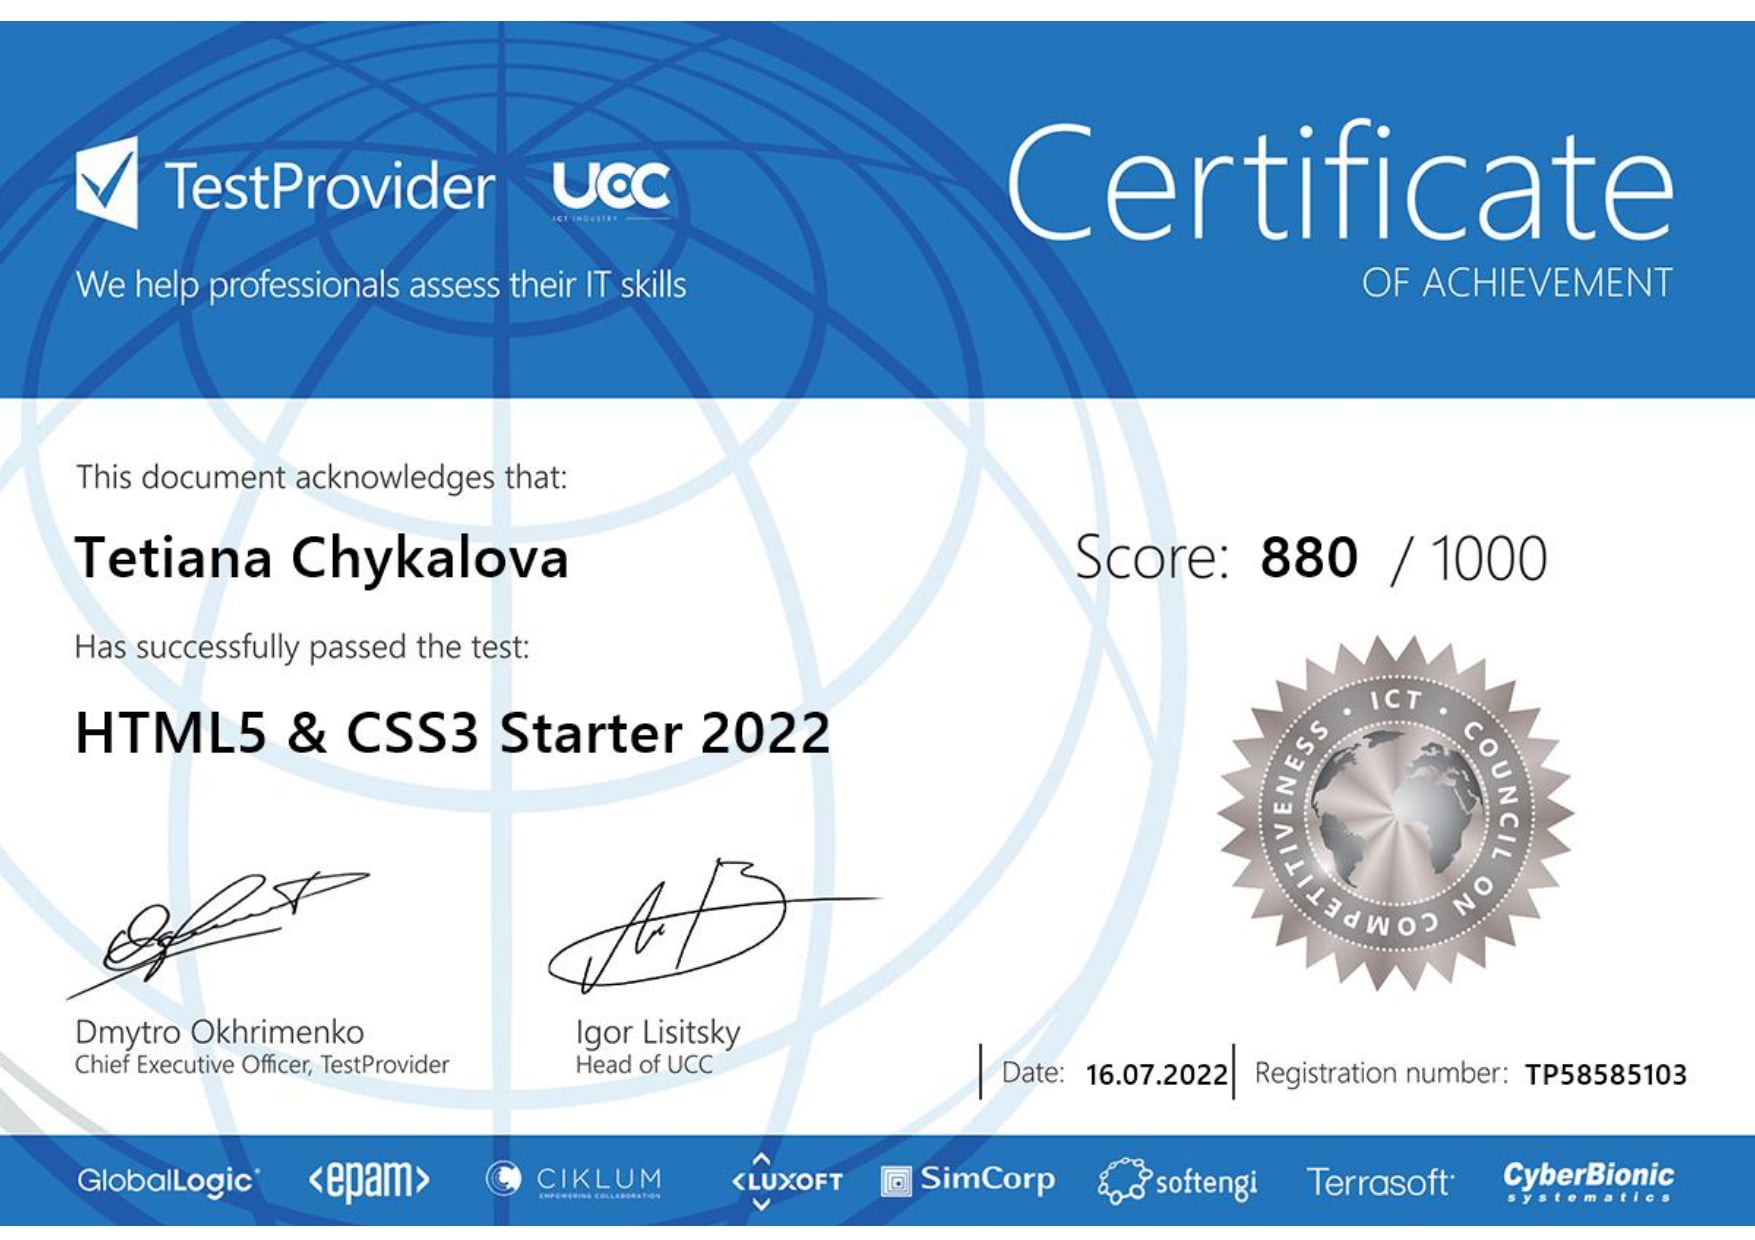 TestProvider
UCC
ICT INDUSTRY
We help professionals assess their IT skills
Certificate
OF ACHIEVEMENT
This document acknowledges that:
Tetiana Chykalova
Score: 880 / 1000
Has successfully passed the test:
HTML5 & CSS3 Starter 2022
ICT • COUNCIL ON COMPETITIVENESS •
Dmytro Okhrimenko
Chief Executive Officer, TestProvider
Igor Lisitsky
Head of UCC
Date: 16.07.2022
Registration number: TP58585103
GlobalLogic®
<epam>
CIKLUM
EMPOWERING COLLABORATION
<LUXOFT
SimCorp
softengi
Terrasoft
CyberBionic
systematics